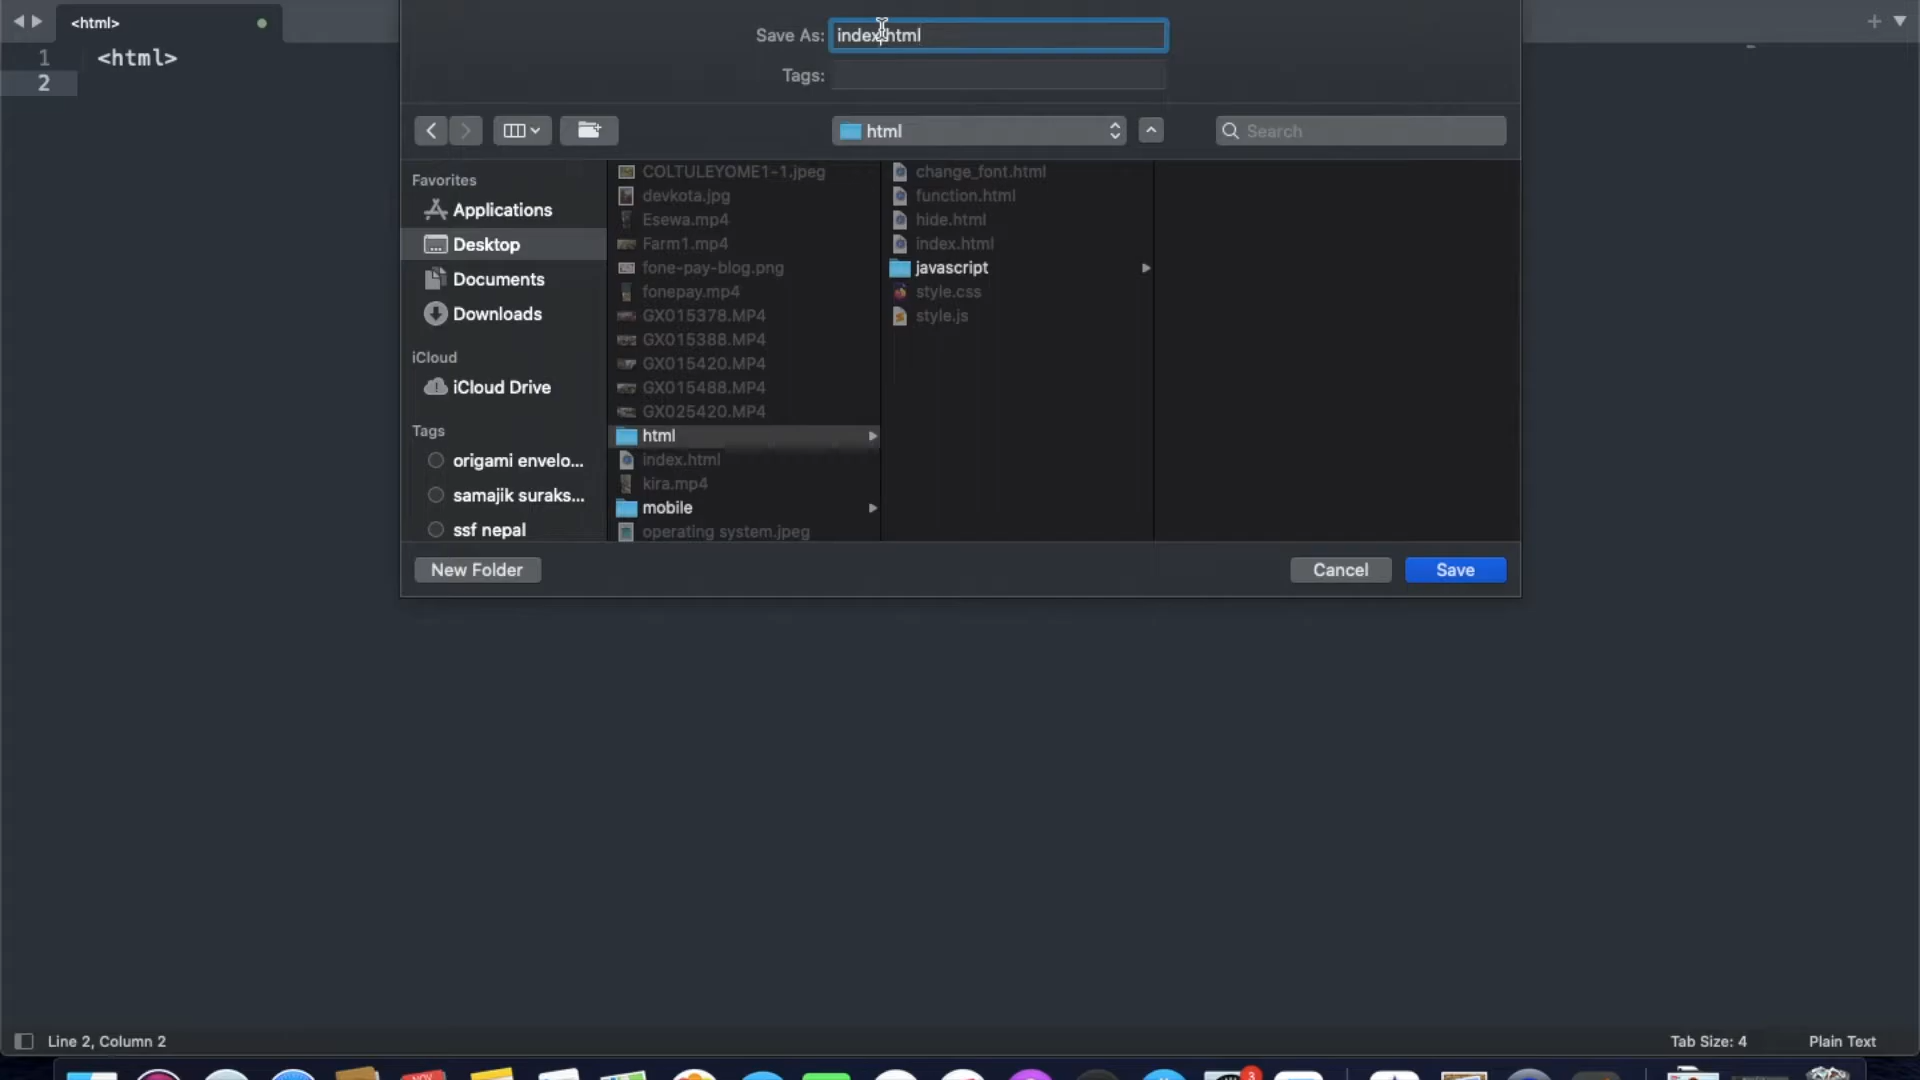 <html>
1 <html>
2
Save As: index.html
Tags:
html
Search
Favorites
Applications
Desktop
Documents
Downloads
iCloud
iCloud Drive
Tags
origami envelo...
samajik suraks...
ssf nepal
COLTULEYOME1-1.jpeg
devkota.jpg
Esewa.mp4
Farm1.mp4
fone-pay-blog.png
fonepay.mp4
GX015378.MP4
GX015388.MP4
GX015420.MP4
GX015488.MP4
GX025420.MP4
html
index.html
kira.mp4
mobile
operating system.jpeg
change_font.html
function.html
hide.html
index.html
javascript
style.css
style.js
New Folder
Cancel
Save
Line 2, Column 2
Tab Size: 4
Plain Text
NOV
3